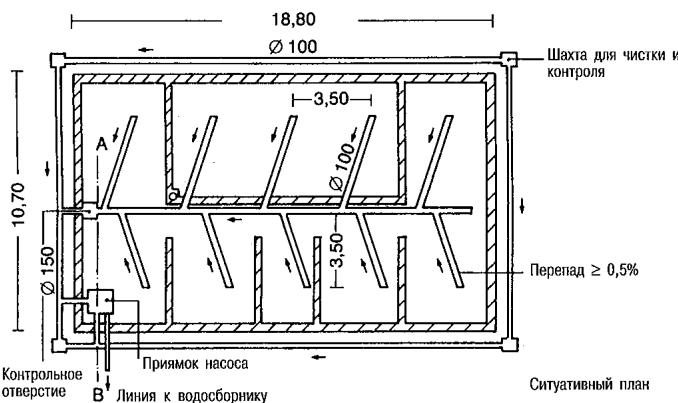 18,80
Ø 100
Шахта для чистки и
контроля
3,50
A
Ø 100
10,70
Ø 150
3,50
Перепад ≥ 0,5%
Приямок насоса
Контрольное
отверстие
B
Линия к водосборнику
Ситуативный план